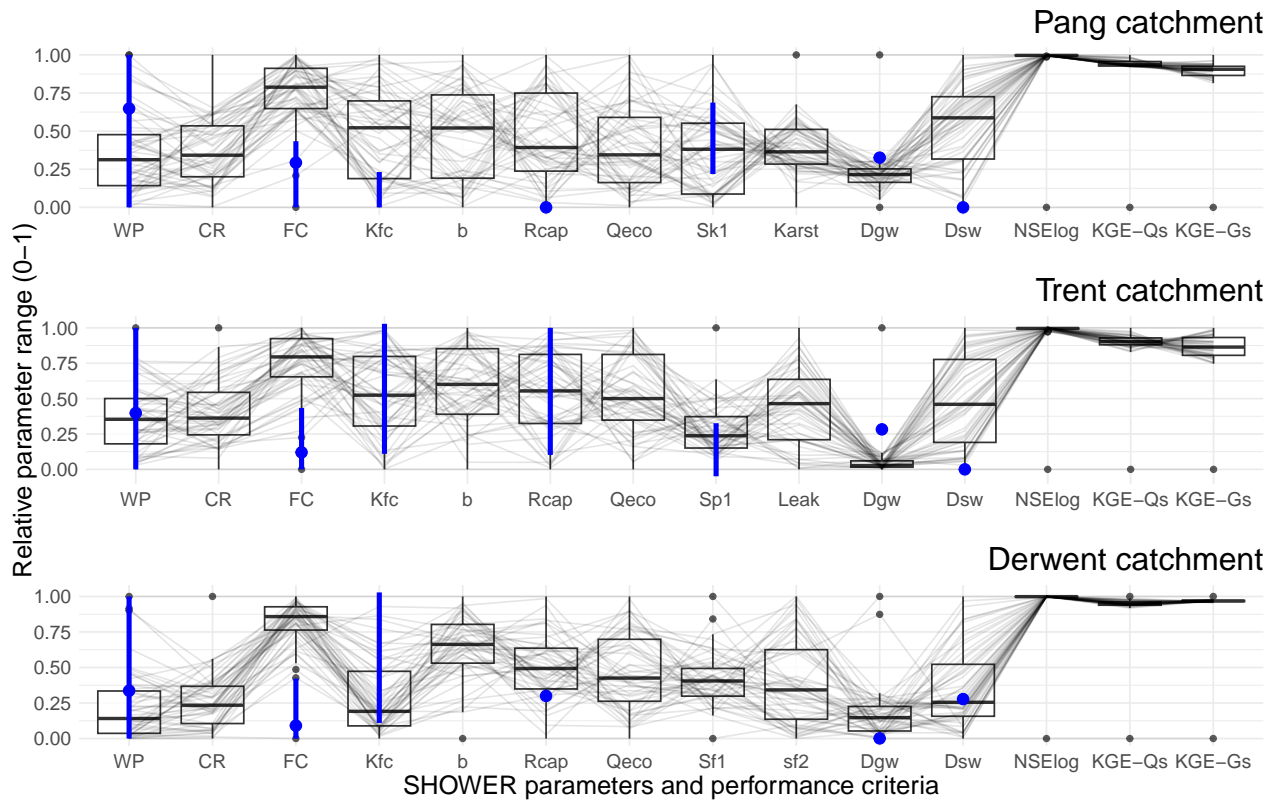 Pang catchment
1.00
0.75
0.50
0.25
0.00
WP CR FC Kfc b Rcap Qeco Sk1 Karst Dgw Dsw NSElog KGE−Qs KGE−Gs
Trent catchment
1.00
0.75
0.50
0.25
0.00
WP CR FC Kfc b Rcap Qeco Sp1 Leak Dgw Dsw NSElog KGE−Qs KGE−Gs
Relative parameter range (0−1)
Derwent catchment
1.00
0.75
0.50
0.25
0.00
WP CR FC Kfc b Rcap Qeco Sf1 sf2 Dgw Dsw NSElog KGE−Qs KGE−Gs
SHOWER parameters and performance criteria